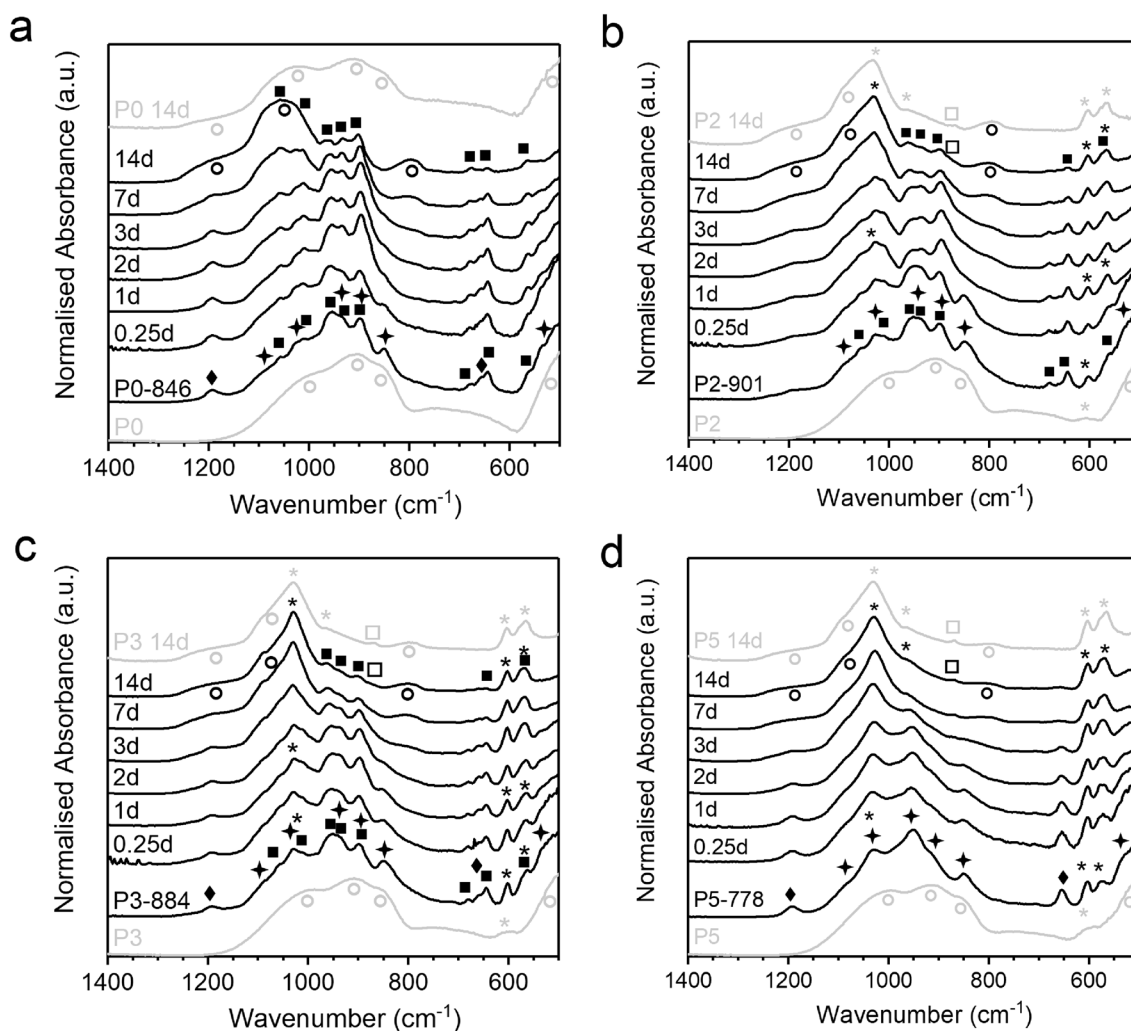 a
Normalised Absorbance (a.u.)
P0 14d
14d
7d
3d
2d
1d
0.25d
P0-846
P0
1400 1200 1000 800 600
Wavenumber (cm-1)
b
Normalised Absorbance (a.u.)
P2 14d
14d
7d
3d
2d
1d
0.25d
P2-901
P2
1400 1200 1000 800 600
Wavenumber (cm-1)
c
Normalised Absorbance (a.u.)
P3 14d
14d
7d
3d
2d
1d
0.25d
P3-884
P3
1400 1200 1000 800 600
Wavenumber (cm-1)
d
Normalised Absorbance (a.u.)
P5 14d
14d
7d
3d
2d
1d
0.25d
P5-778
P5
1400 1200 1000 800 600
Wavenumber (cm-1)